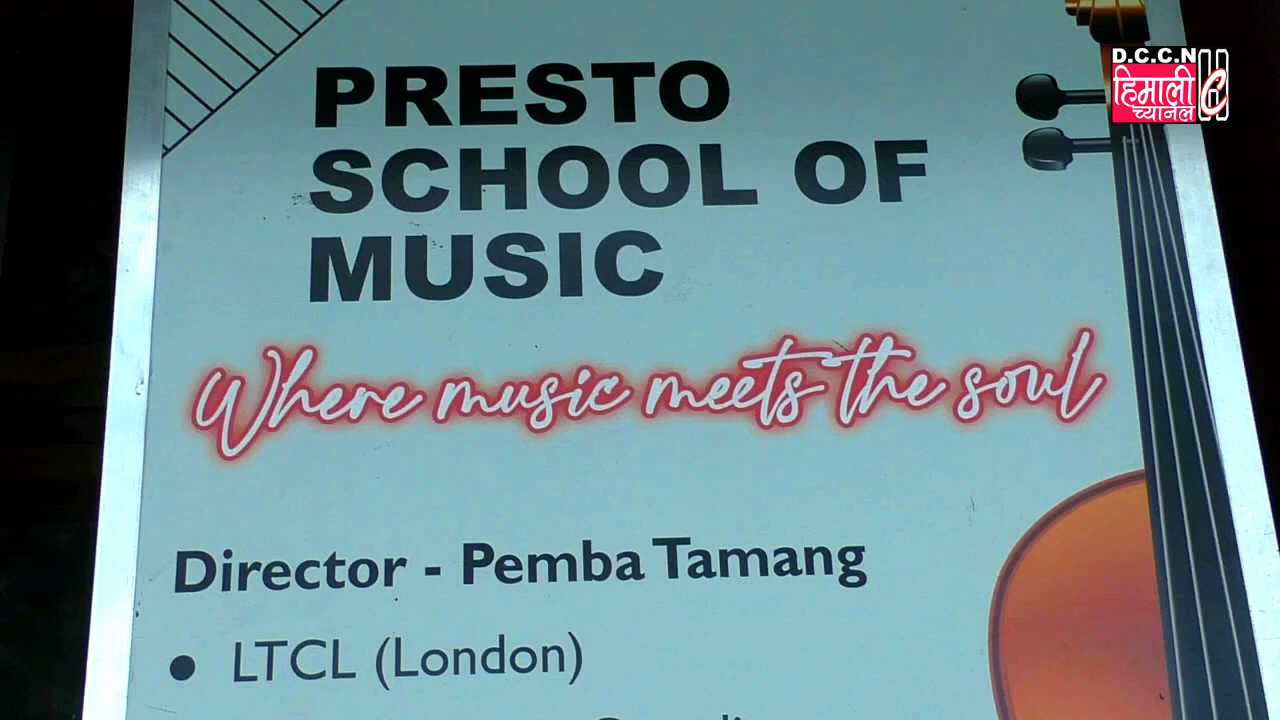 D.C.C.N
हिमाली
च्यानल
PRESTO
SCHOOL OF
MUSIC
Where music meets the soul
Director - Pemba Tamang
• LTCL (London)